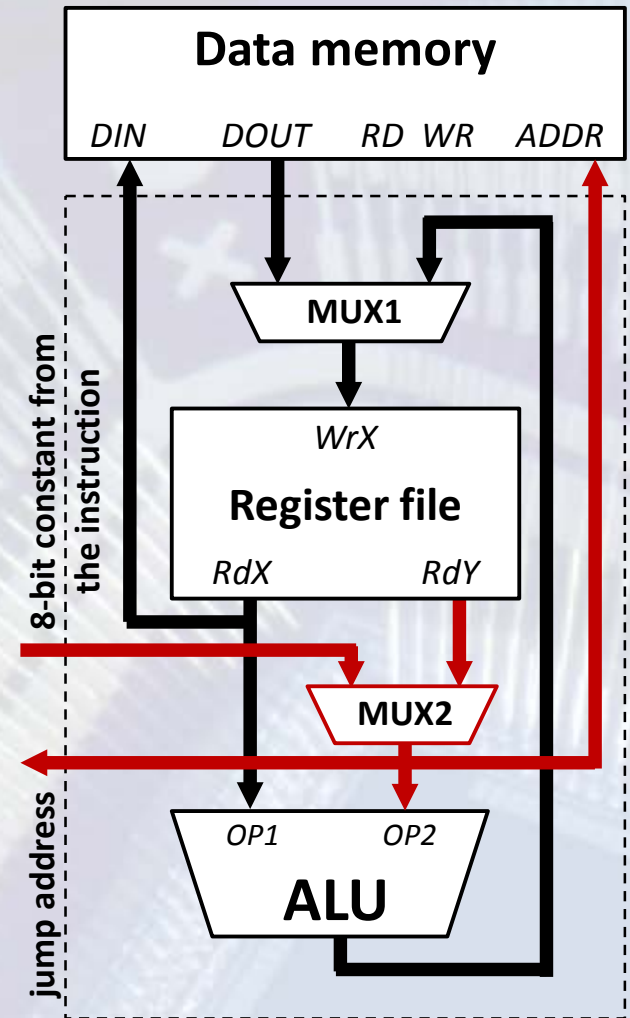 Data memory
DIN DOUT RD WR ADDR
MUX1
8-bit constant from
the instruction
WrX
Register file
RdX RdY
MUX2
jump address
OP1 OP2
ALU